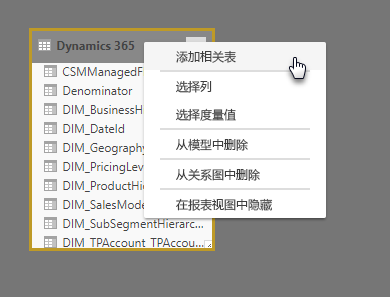 Dynamics 365
添加相关表
CSMManagedF
选择列
Denominator
DIM_BusinessH
选择度量值
DIM_DateId
DIM_Geography
从模型中删除
DIM_PricingLev
DIM_ProductHie
从关系图中删除
DIM_SalesMode
在报表视图中隐藏
DIM_SubSegmentHierarc...
DIM_TPAccount_TPAccou...